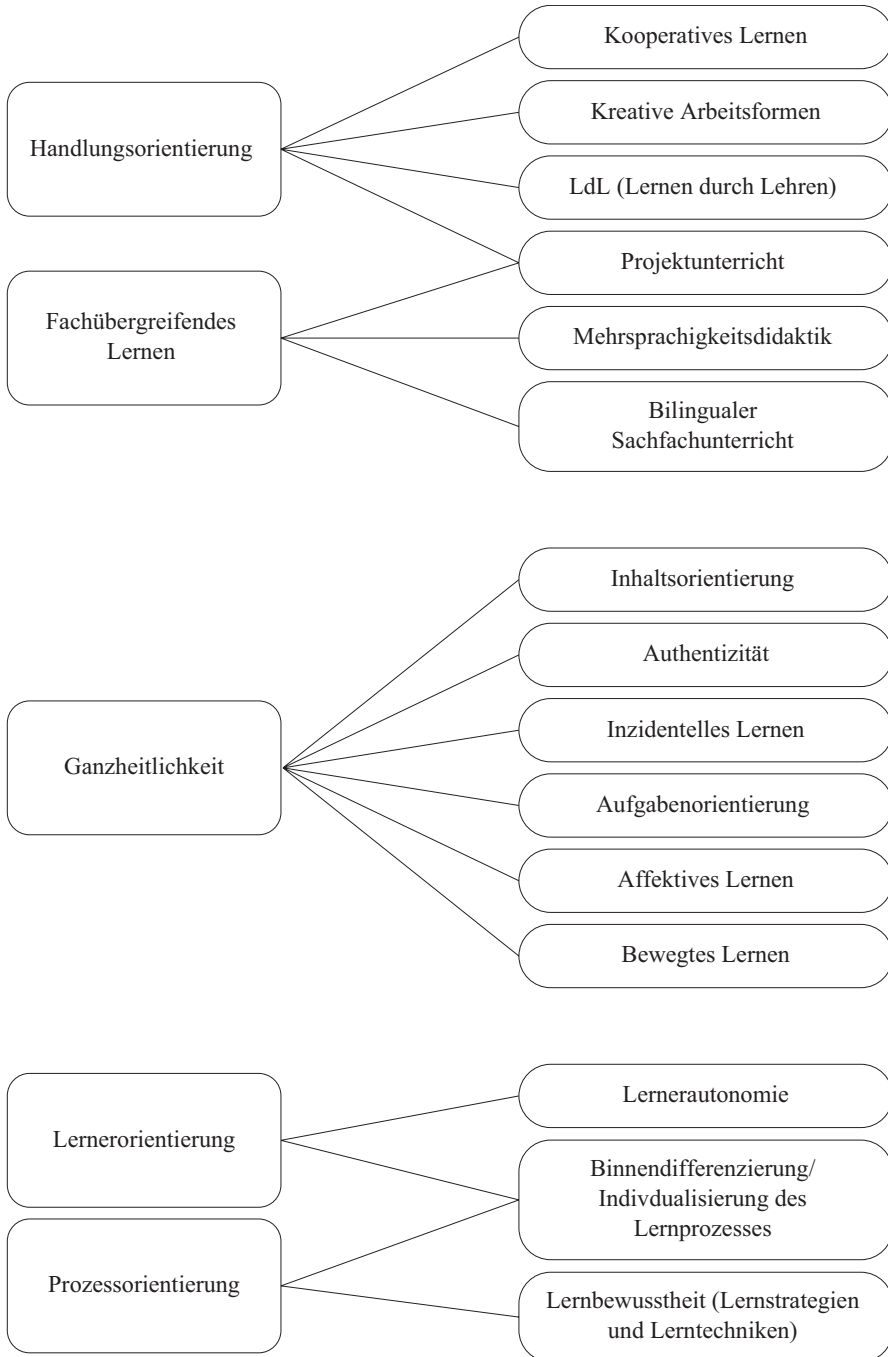 Kooperatives Lernen
Kreative Arbeitsformen
Handlungsorientierung
LdL (Lernen durch Lehren)
Projektunterricht
Fachübergreifendes
Lernen
Mehrsprachigkeitsdidaktik
Bilingualer
Sachfachunterricht
Inhaltsorientierung
Authentizität
Inzidentelles Lernen
Ganzheitlichkeit
Aufgabenorientierung
Affektives Lernen
Bewegtes Lernen
Lernerautonomie
Lernerorientierung
Binnendifferenzierung/
Indivdualisierung des
Lernprozesses
Prozessorientierung
Lernbewusstheit (Lernstrategien
und Lerntechniken)